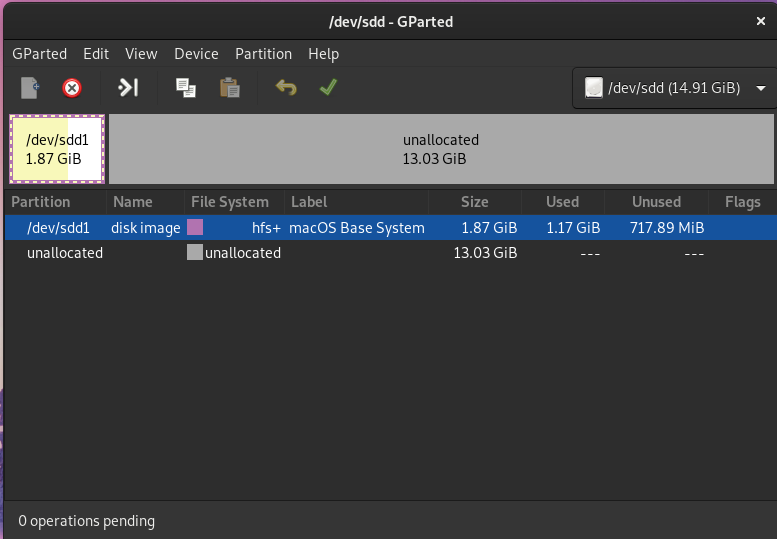 /dev/sdd - GParted
GParted Edit View Device Partition Help
/dev/sdd (14.91 GiB)
/dev/sdd1
1.87 GiB
unallocated
13.03 GiB
Partition Name File System Label Size Used Unused Flags
/dev/sdd1 disk image hfs+ macOS Base System 1.87 GiB 1.17 GiB 717.89 MiB
unallocated unallocated 13.03 GiB --- ---
0 operations pending